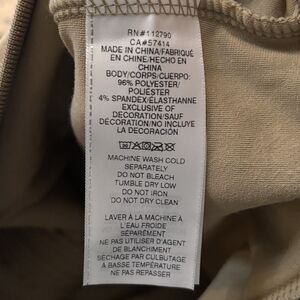 RN#112790
CA#57414
MADE IN CHINA/FABRIQUÉ
EN CHINE/HECHO EN
CHINA
BODY/CORPS/CUERPO:
96% POLYESTER/
POLIÉSTER
4% SPANDEX/ÉLASTHANNE
EXCLUSIVE OF
DECORATION/SAUF
DÉCORATION/NO INCLUYE
LA DECORACIÓN
MACHINE WASH COLD
SEPARATELY
DO NOT BLEACH
TUMBLE DRY LOW
DO NOT IRON
DO NOT DRY CLEAN
LAVER À LA MACHINE À
L'EAU FROIDE
SÉPARÉMENT
NE PAS UTILISER D'AGENT
DE BLANCHIMENT
SÉCHAGE PAR CULBUTAGE
À BASSE TEMPÉRATURE
NE PAS REPASSER